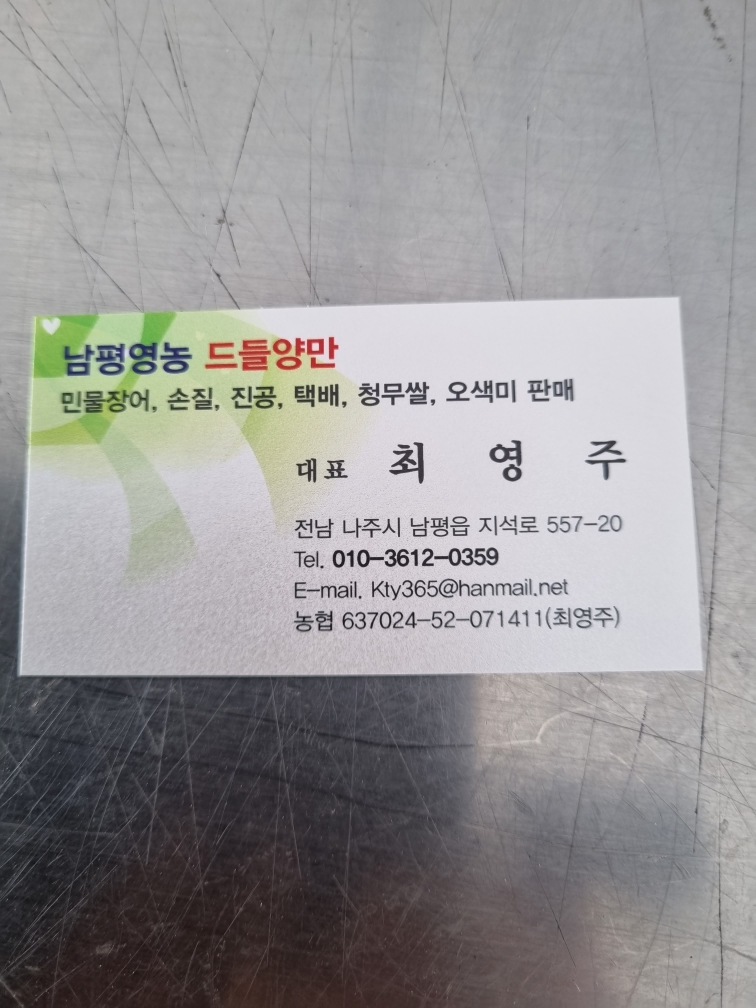 남평영농 드들양만
민물장어, 손질, 진공, 택배, 청무쌀, 오색미 판매
대표 최 영 주
전남 나주시 남평읍 지석로 557-20
Tel. 010-3612-0359
E-mail. Kty365@hanmail.net
농협 637024-52-071411(최영주)